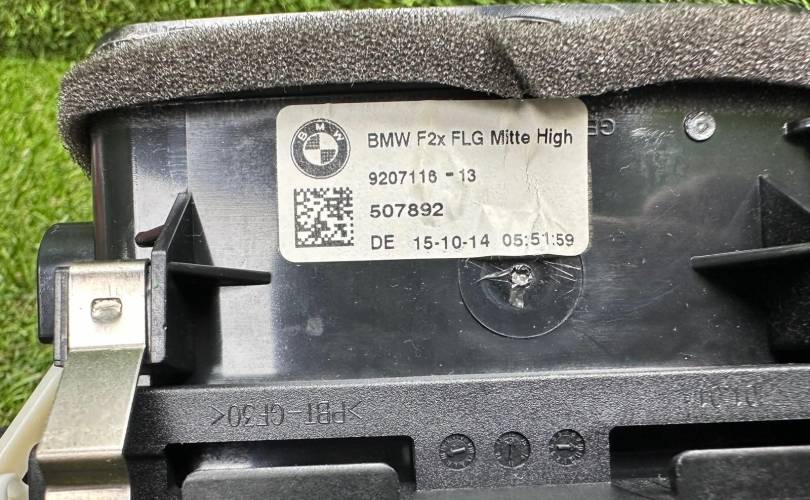 BMW
BMW F2x FLG Mitte High
9207116 - 13
507892
DE 15-10-14 05:51:59
>PBT-GF30<